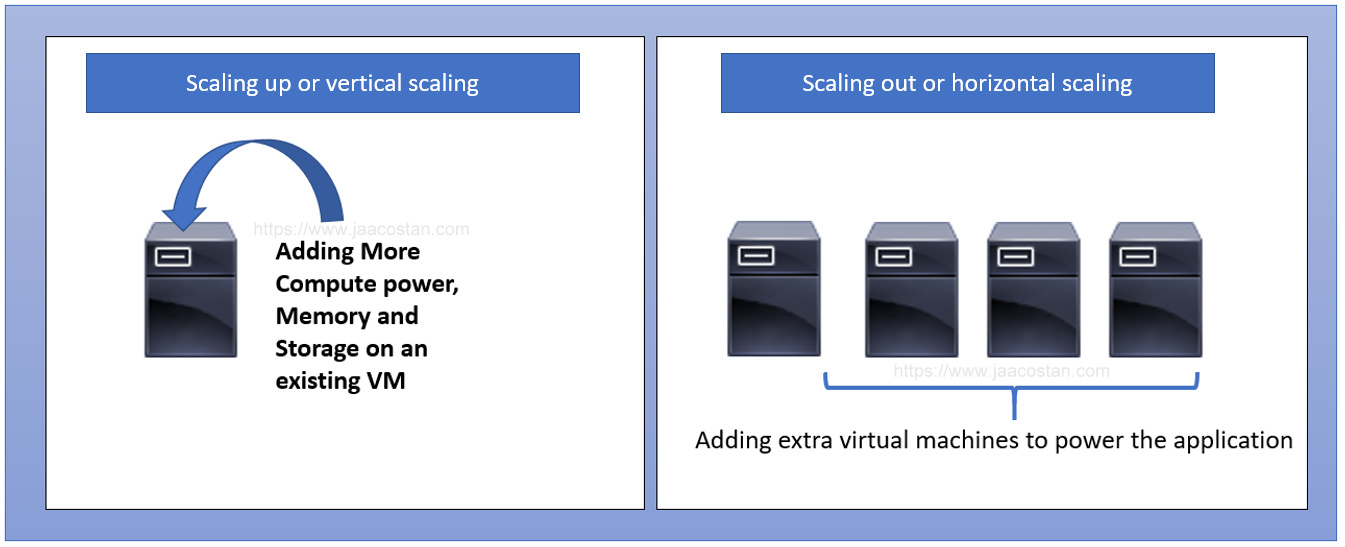 Scaling up or vertical scaling
https://www.jaacostan.com
Adding More
Compute power,
Memory and
Storage on an
existing VM
Scaling out or horizontal scaling
https://www.jaacostan.com
Adding extra virtual machines to power the application